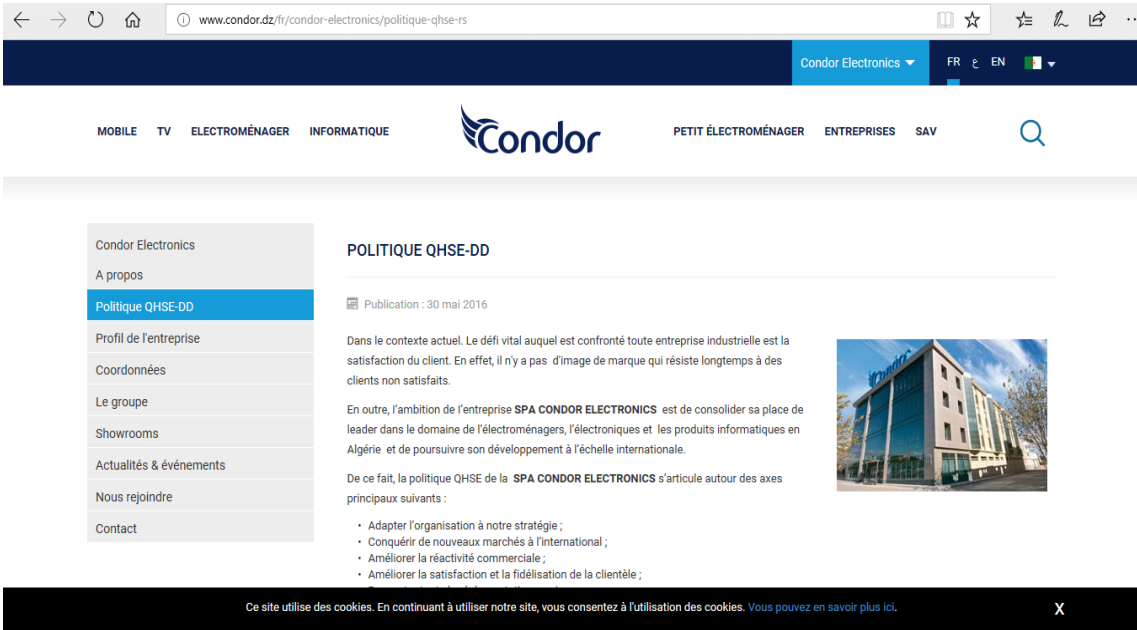 www.condor.dz/fr/condor-electronics/politique-qhse-rs
Condor Electronics
FR ع EN
MOBILE TV ELECTROMÉNAGER INFORMATIQUE
Condor
PETIT ÉLECTROMÉNAGER ENTREPRISES SAV
Condor Electronics
A propos
Politique QHSE-DD
Profil de l'entreprise
Coordonnées
Le groupe
Showrooms
Actualités & événements
Nous rejoindre
Contact
POLITIQUE QHSE-DD
Publication : 30 mai 2016
Dans le contexte actuel. Le défi vital auquel est confronté toute entreprise industrielle est la
satisfaction du client. En effet, il n'y a pas d'image de marque qui résiste longtemps à des
clients non satisfaits.
En outre, l'ambition de l'entreprise SPA CONDOR ELECTRONICS est de consolider sa place de
leader dans le domaine de l'électroménagers, l'électroniques et les produits informatiques en
Algérie et de poursuivre son développement à l'échelle internationale.
De ce fait, la politique QHSE de la SPA CONDOR ELECTRONICS s'articule autour des axes
principaux suivants :
• Adapter l'organisation à notre stratégie ;
• Conquérir de nouveaux marchés à l'international ;
• Améliorer la réactivité commerciale ;
• Améliorer la satisfaction et la fidélisation de la clientèle ;
Condor
Ce site utilise des cookies. En continuant à utiliser notre site, vous consentez à l'utilisation des cookies. Vous pouvez en savoir plus ici.
X